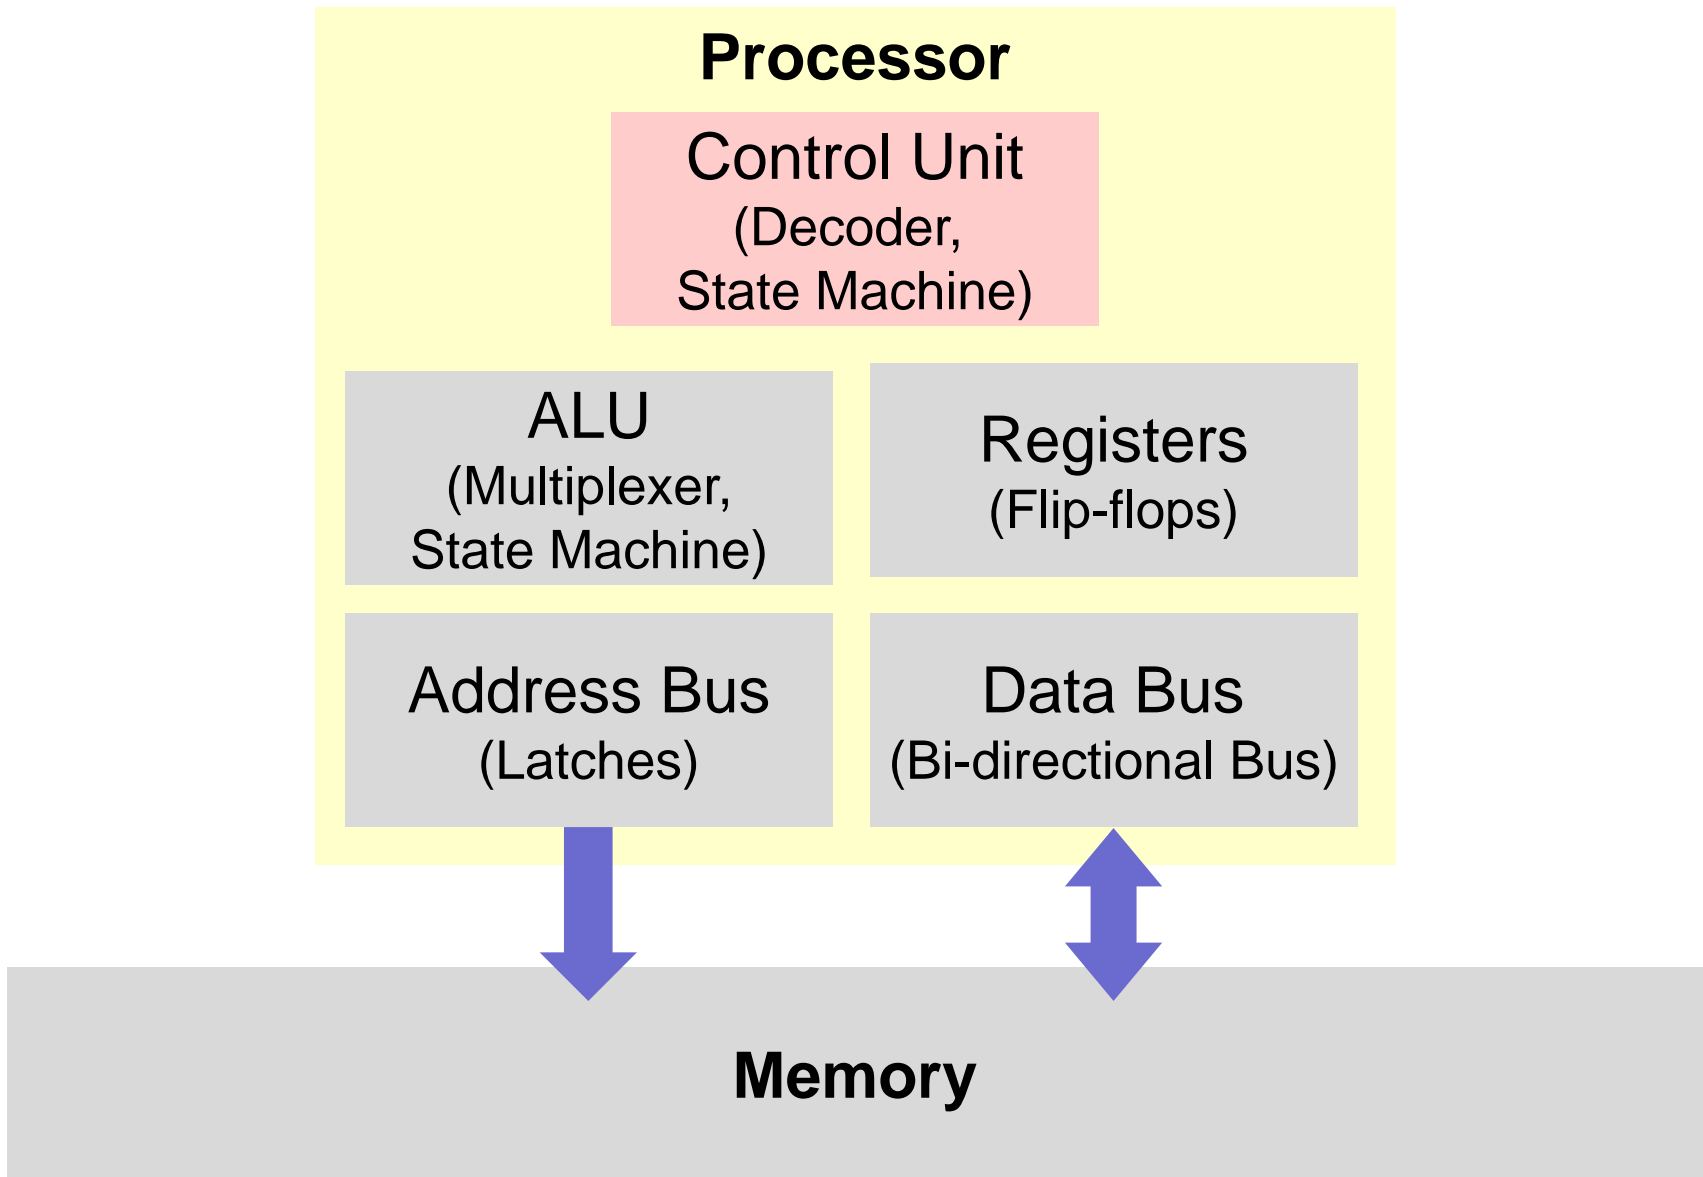 Processor
Control Unit
(Decoder,
State Machine)
ALU
(Multiplexer,
State Machine)
Registers
(Flip-flops)
Address Bus
(Latches)
Data Bus
(Bi-directional Bus)
Memory